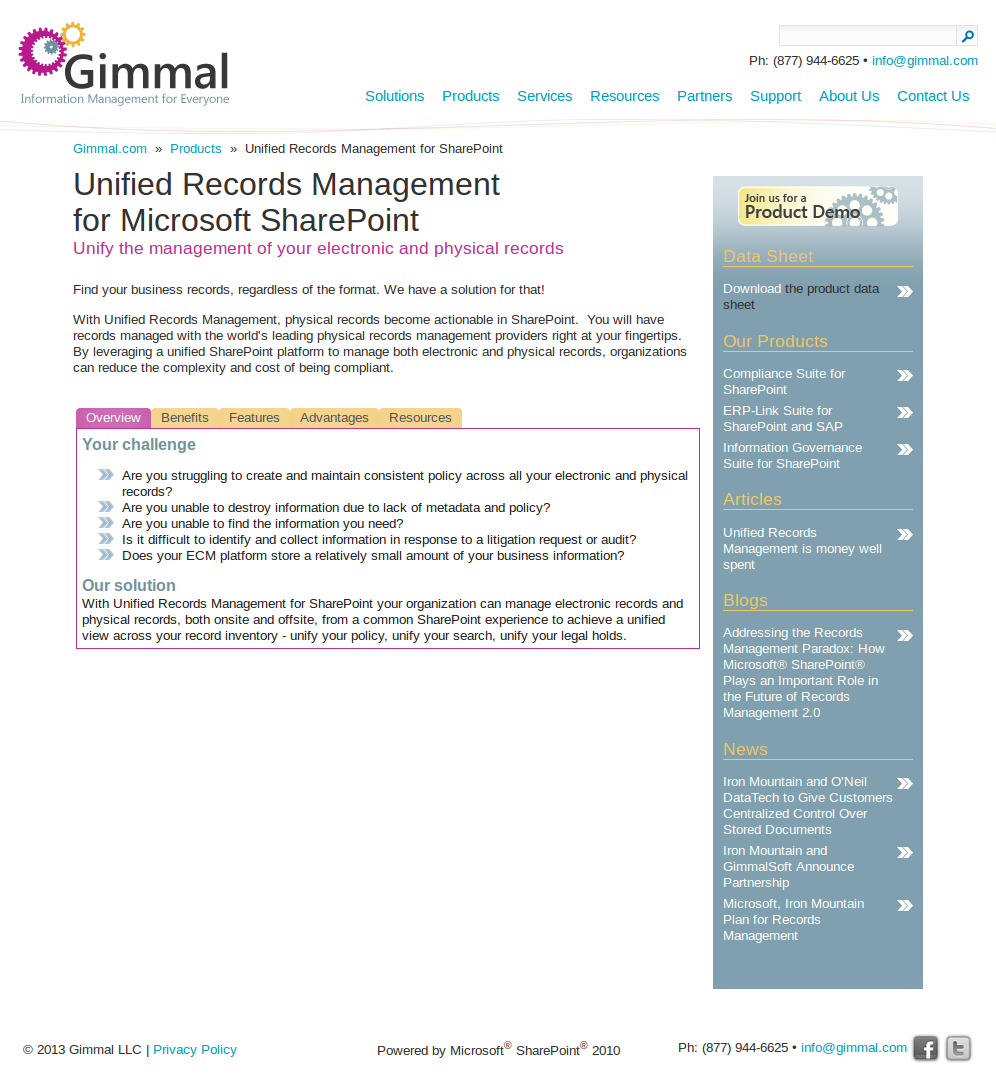 Gimmal
Information Management for Everyone
Ph: (877) 944-6625 • info@gimmal.com
Solutions Products Services Resources Partners Support About Us Contact Us
Gimmal.com » Products » Unified Records Management for SharePoint
Unified Records Management
for Microsoft SharePoint
Unify the management of your electronic and physical records
Find your business records, regardless of the format. We have a solution for that!
With Unified Records Management, physical records become actionable in SharePoint. You will have
records managed with the world's leading physical records management providers right at your fingertips.
By leveraging a unified SharePoint platform to manage both electronic and physical records, organizations
can reduce the complexity and cost of being compliant.
Overview Benefits Features Advantages Resources
Your challenge
Are you struggling to create and maintain consistent policy across all your electronic and physical
records?
Are you unable to destroy information due to lack of metadata and policy?
Are you unable to find the information you need?
Is it difficult to identify and collect information in response to a litigation request or audit?
Does your ECM platform store a relatively small amount of your business information?
Our solution
With Unified Records Management for SharePoint your organization can manage electronic records and
physical records, both onsite and offsite, from a common SharePoint experience to achieve a unified
view across your record inventory - unify your policy, unify your search, unify your legal holds.
Join us for a
Product Demo
Data Sheet
Download the product data
sheet
Our Products
Compliance Suite for
SharePoint
ERP-Link Suite for
SharePoint and SAP
Information Governance
Suite for SharePoint
Articles
Unified Records
Management is money well
spent
Blogs
Addressing the Records
Management Paradox: How
Microsoft® SharePoint®
Plays an Important Role in
the Future of Records
Management 2.0
News
Iron Mountain and O'Neil
DataTech to Give Customers
Centralized Control Over
Stored Documents
Iron Mountain and
GimmalSoft Announce
Partnership
Microsoft, Iron Mountain
Plan for Records
Management
© 2013 Gimmal LLC | Privacy Policy
Powered by Microsoft® SharePoint® 2010
Ph: (877) 944-6625 • info@gimmal.com